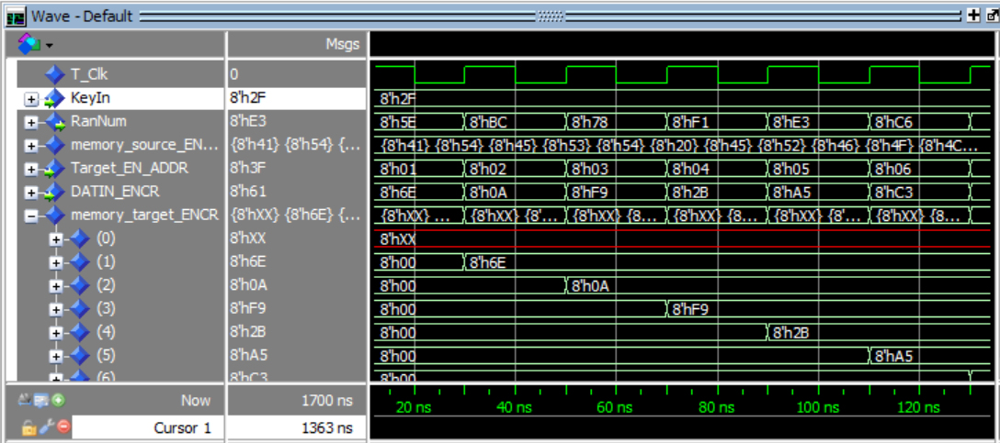 Wave - Default
Msgs
T_Clk 0
KeyIn 8'h2F 8'h2F
RanNum 8'hE3 8'h5E 8'hBC 8'h78 8'hF1 8'hE3 8'hC6
memory_source_EN... {8'h41} {8'h54} {... {8'h41} {8'h54} {8'h45} {8'h53} {8'h54} {8'h20} {8'h45} {8'h52} {8'h46} {8'h4F} {8'h4C...
Target_EN_ADDR 8'h3F 8'h01 8'h02 8'h03 8'h04 8'h05 8'h06
DATIN_ENCR 8'h61 8'h6E 8'h0A 8'hF9 8'h2B 8'hA5 8'hC3
memory_target_ENCR {8'hXX} {8'h6E} {... {8'hXX} ... {8'hXX} {8'... {8'hXX} {8... {8'hXX} {8... {8'hXX} {8'... {8'hXX} {8...
(0) 8'hXX 8'hXX
(1) 8'h6E 8'h00 8'h6E
(2) 8'h0A 8'h00 8'h0A
(3) 8'hF9 8'h00 8'hF9
(4) 8'h2B 8'h00 8'h2B
(5) 8'hA5 8'h00 8'hA5
(6) 8'hC3 8'h00
Now 1700 ns 20 ns 40 ns 60 ns 80 ns 100 ns 120 ns
Cursor 1 1363 ns